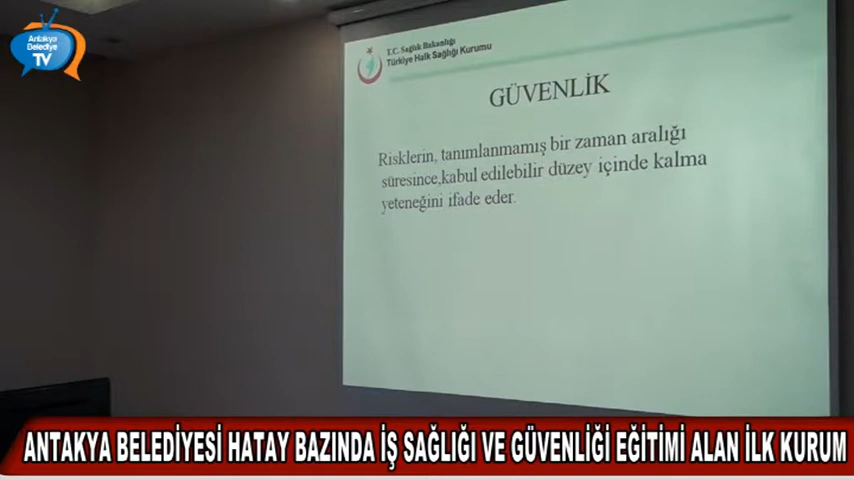 Antakya
Belediye
TV
T.C. Sağlık Bakanlığı
Türkiye Halk Sağlığı Kurumu
GÜVENLİK
Risklerin, tanımlanmamış bir zaman aralığı
süresince,kabul edilebilir düzey içinde kalma
yeteneğini ifade eder.
ANTAKYA BELEDİYESİ HATAY BAZINDA İŞ SAĞLIĞI VE GÜVENLİĞİ EĞİTİMİ ALAN İLK KURUM